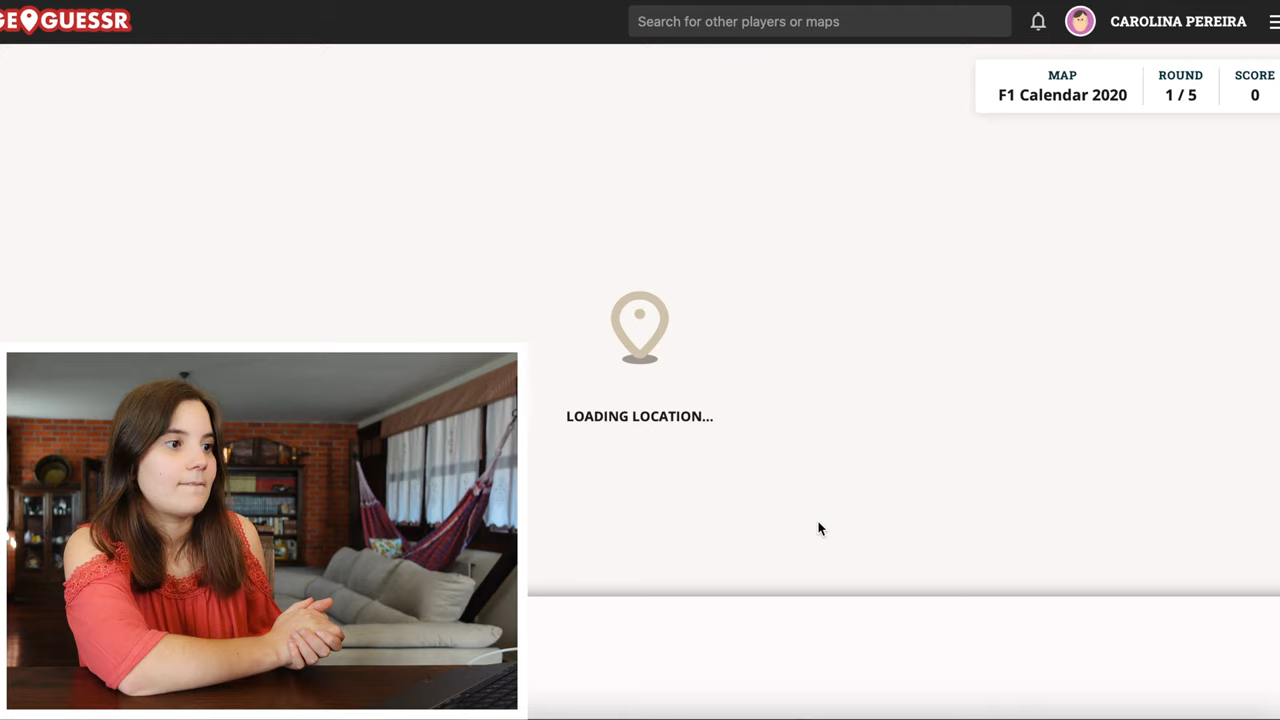 GEOGUESSR
Search for other players or maps
CAROLINA PEREIRA
MAP
F1 Calendar 2020
ROUND
1 / 5
SCORE
0
LOADING LOCATION...